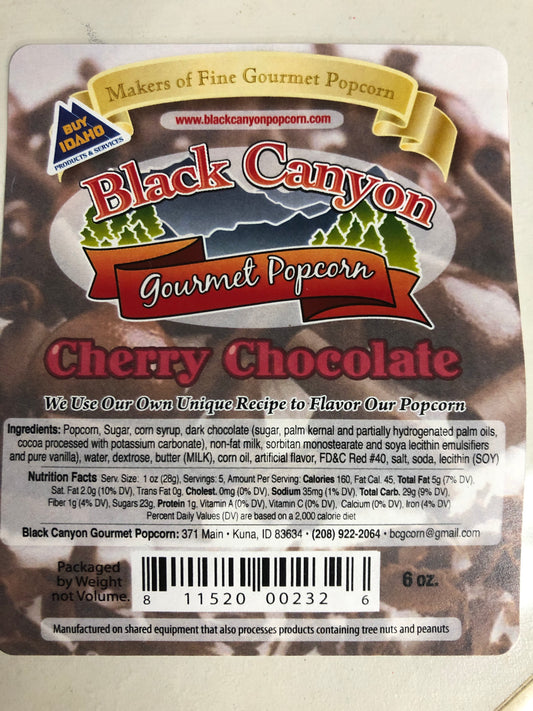 Makers of Fine Gourmet Popcorn
www.blackcanyonpopcorn.com
BUY
IDAHO
PRODUCTS & SERVICES
Black Canyon
Gourmet Popcorn
Cherry Chocolate
We Use Our Own Unique Recipe to Flavor Our Popcorn
Ingredients: Popcorn, Sugar, corn syrup, dark chocolate (sugar, palm kernal and partially hydrogenated palm oils,
cocoa processed with potassium carbonate), non-fat milk, sorbitan monostearate and soya lecithin emulsifiers
and pure vanilla), water, dextrose, butter (MILK), corn oil, artificial flavor, FD&C Red #40, salt, soda, lecithin (SOY)
Nutrition Facts Serv. Size: 1 oz (28g), Servings: 5, Amount Per Serving: Calories 160, Fat Cal. 45, Total Fat 5g (7% DV),
Sat. Fat 2.0g (10% DV), Trans Fat 0g, Cholest. 0mg (0% DV), Sodium 35mg (1% DV), Total Carb. 29g (9% DV),
Fiber 1g (4% DV), Sugars 23g, Protein 1g, Vitamin A (0% DV), Vitamin C (0% DV), Calcium (0% DV), Iron (4% DV)
Percent Daily Values (DV) are based on a 2,000 calorie diet
Black Canyon Gourmet Popcorn: 371 Main • Kuna, ID 83634 • (208) 922-2064 • bcgcorn@gmail.com
Packaged
by Weight
not Volume.
8 11520 00232 6
6 oz.
Manufactured on shared equipment that also processes products containing tree nuts and peanuts